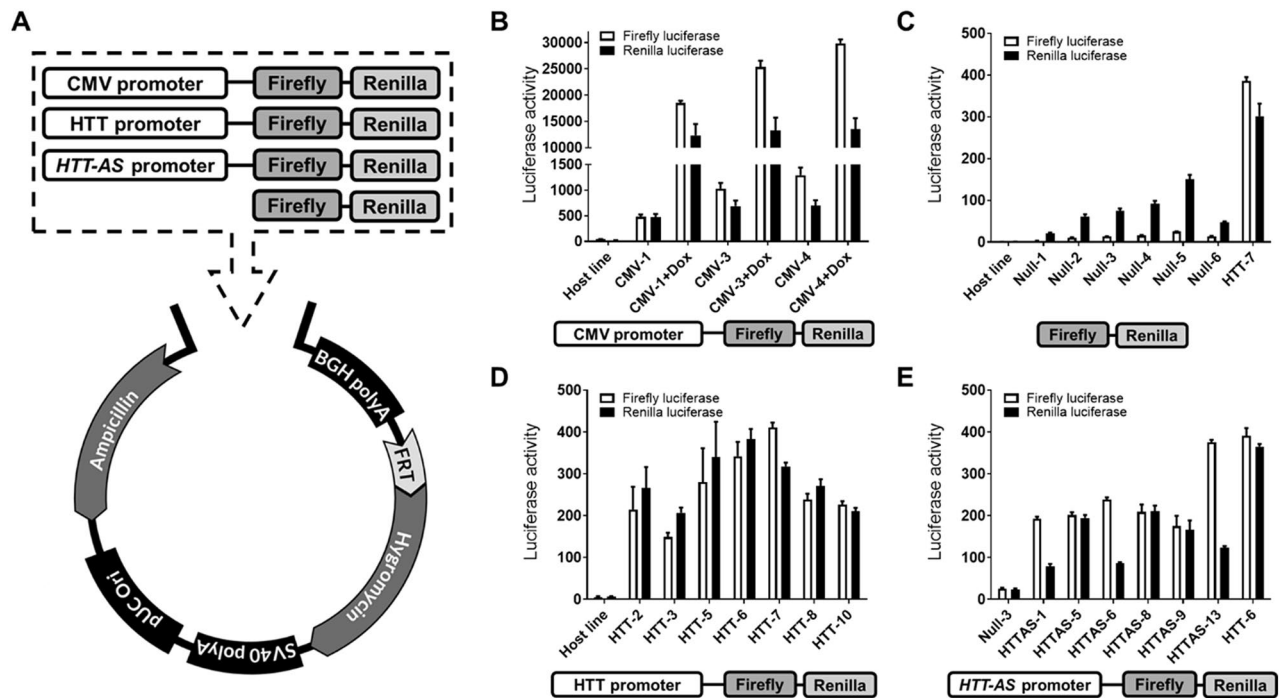 A
CMV promoter Firefly Renilla
HTT promoter Firefly Renilla
HTT-AS promoter Firefly Renilla
Firefly Renilla
Ampicillin
BGH polyA
FRT
Hygromycin
SV40 polyA
pUC Ori
B
Firefly luciferase
Renilla luciferase
Luciferase activity
30000
25000
20000
15000
10000
1500
1000
500
0
Host line
CMV-1
CMV-1+Dox
CMV-3
CMV-3+Dox
CMV-4
CMV-4+Dox
CMV promoter Firefly Renilla
C
Firefly luciferase
Renilla luciferase
Luciferase activity
500
400
300
200
100
0
Host line
Null-1
Null-2
Null-3
Null-4
Null-5
Null-6
HTT-7
Firefly Renilla
D
Firefly luciferase
Renilla luciferase
Luciferase activity
500
400
300
200
100
0
Host line
HTT-2
HTT-3
HTT-5
HTT-6
HTT-7
HTT-8
HTT-10
HTT promoter Firefly Renilla
E
Firefly luciferase
Renilla luciferase
Luciferase activity
500
400
300
200
100
0
Null-3
HTTAS-1
HTTAS-5
HTTAS-6
HTTAS-8
HTTAS-9
HTTAS-13
HTT-6
HTT-AS promoter Firefly Renilla